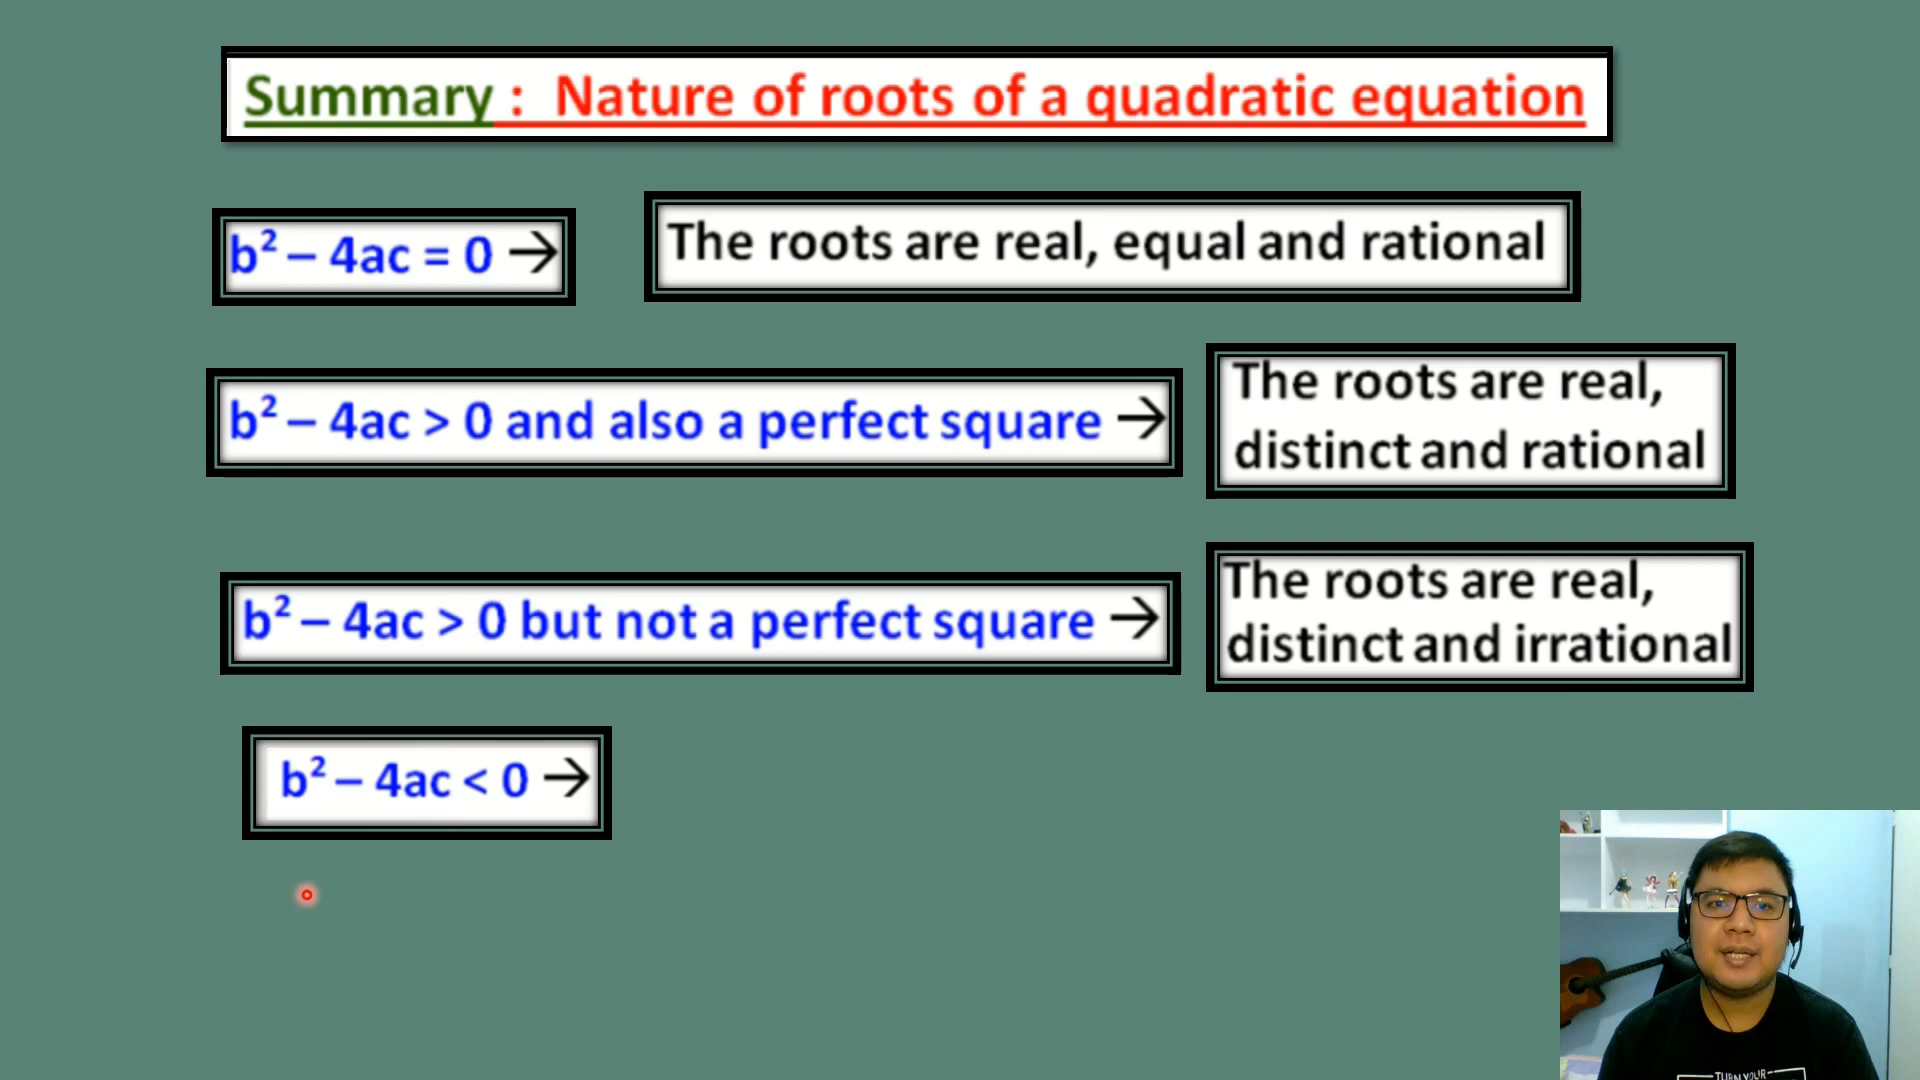 Summary : Nature of roots of a quadratic equation
b² – 4ac = 0 →
The roots are real, equal and rational
b² – 4ac > 0 and also a perfect square →
The roots are real,
distinct and rational
b² – 4ac > 0 but not a perfect square →
The roots are real,
distinct and irrational
b² – 4ac < 0 →
TURN YOUR